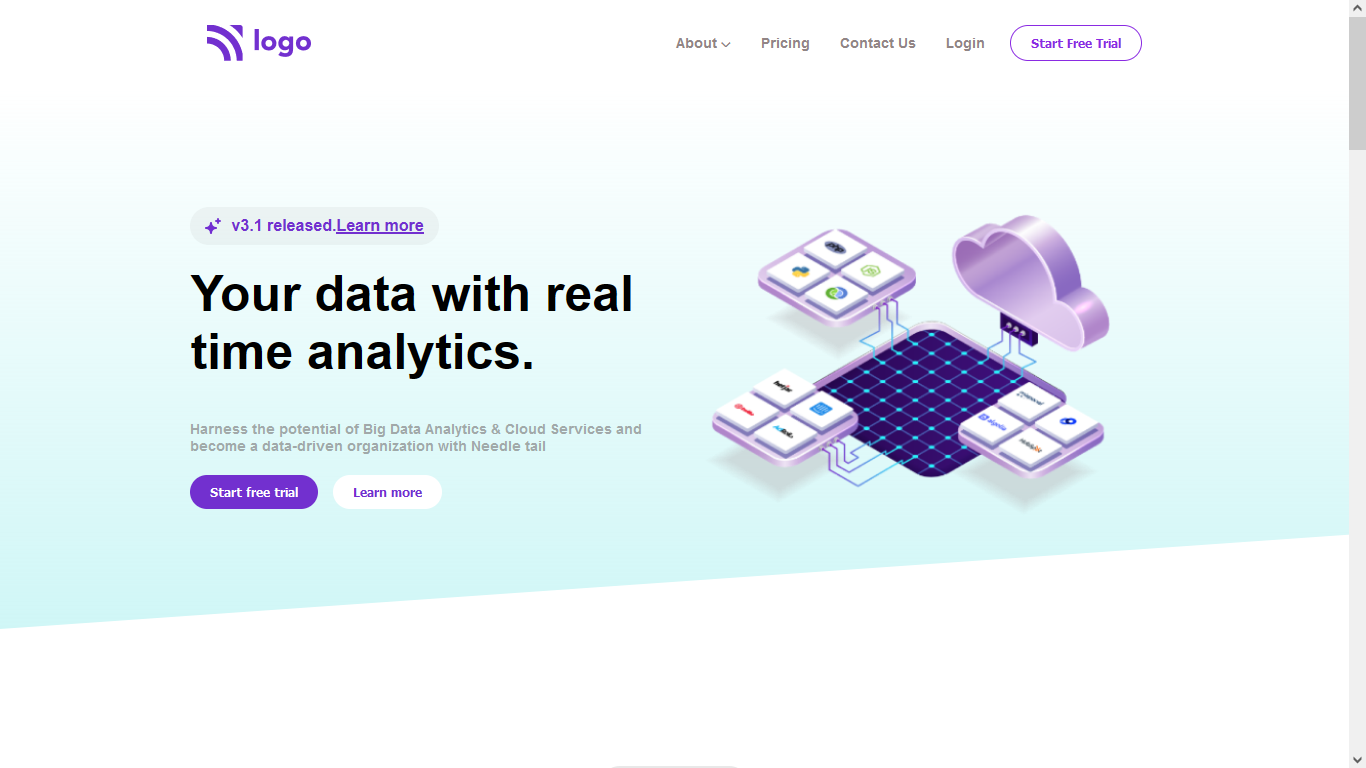 logo
About
Pricing
Contact Us
Login
Start Free Trial
v3.1 released.Learn more
Your data with real
time analytics.
Harness the potential of Big Data Analytics & Cloud Services and
become a data-driven organization with Needle tail
Start free trial
Learn more